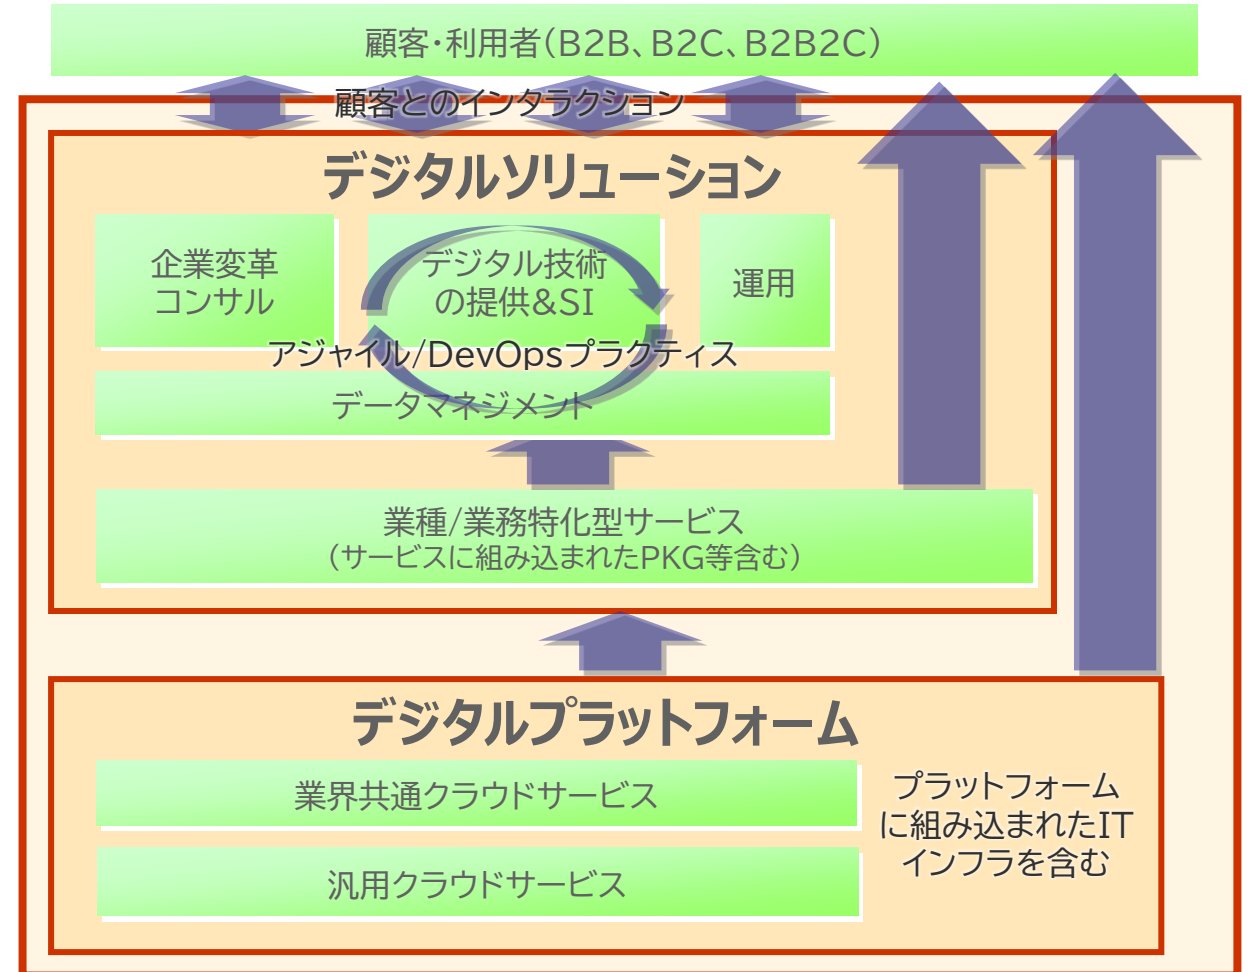 顧客・利用者(B2B、B2C、B2B2C)
顧客とのインタラクション
デジタルソリューション
企業変革
コンサル
デジタル技術
の提供&SI
運用
アジャイル/DevOpsプラクティス
データマネジメント
業種/業務特化型サービス
(サービスに組み込まれたPKG等含む)
デジタルプラットフォーム
業界共通クラウドサービス
汎用クラウドサービス
プラットフォーム
に組み込まれたIT
インフラを含む